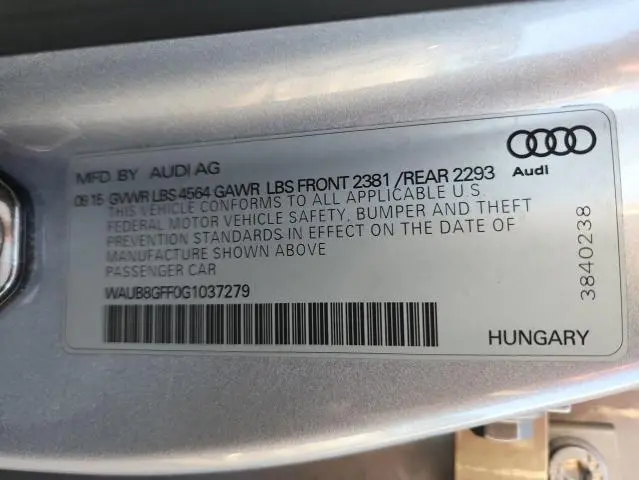 MFD. BY AUDI AG
09 15 GVWR LBS 4564 GAWR LBS FRONT 2381 /REAR 2293
THIS VEHICLE CONFORMS TO ALL APPLICABLE U.S.
FEDERAL MOTOR VEHICLE SAFETY, BUMPER AND THEFT
PREVENTION STANDARDS IN EFFECT ON THE DATE OF
MANUFACTURE SHOWN ABOVE
PASSENGER CAR
WAUB8GFF0G1037279
Audi
3840238
HUNGARY